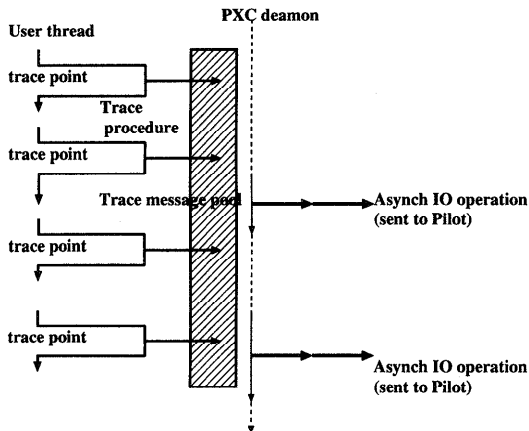 PXC deamon
User thread
trace point
Trace
procedure
trace point
Trace message pool
Asynch IO operation
(sent to Pilot)
trace point
trace point
Asynch IO operation
(sent to Pilot)